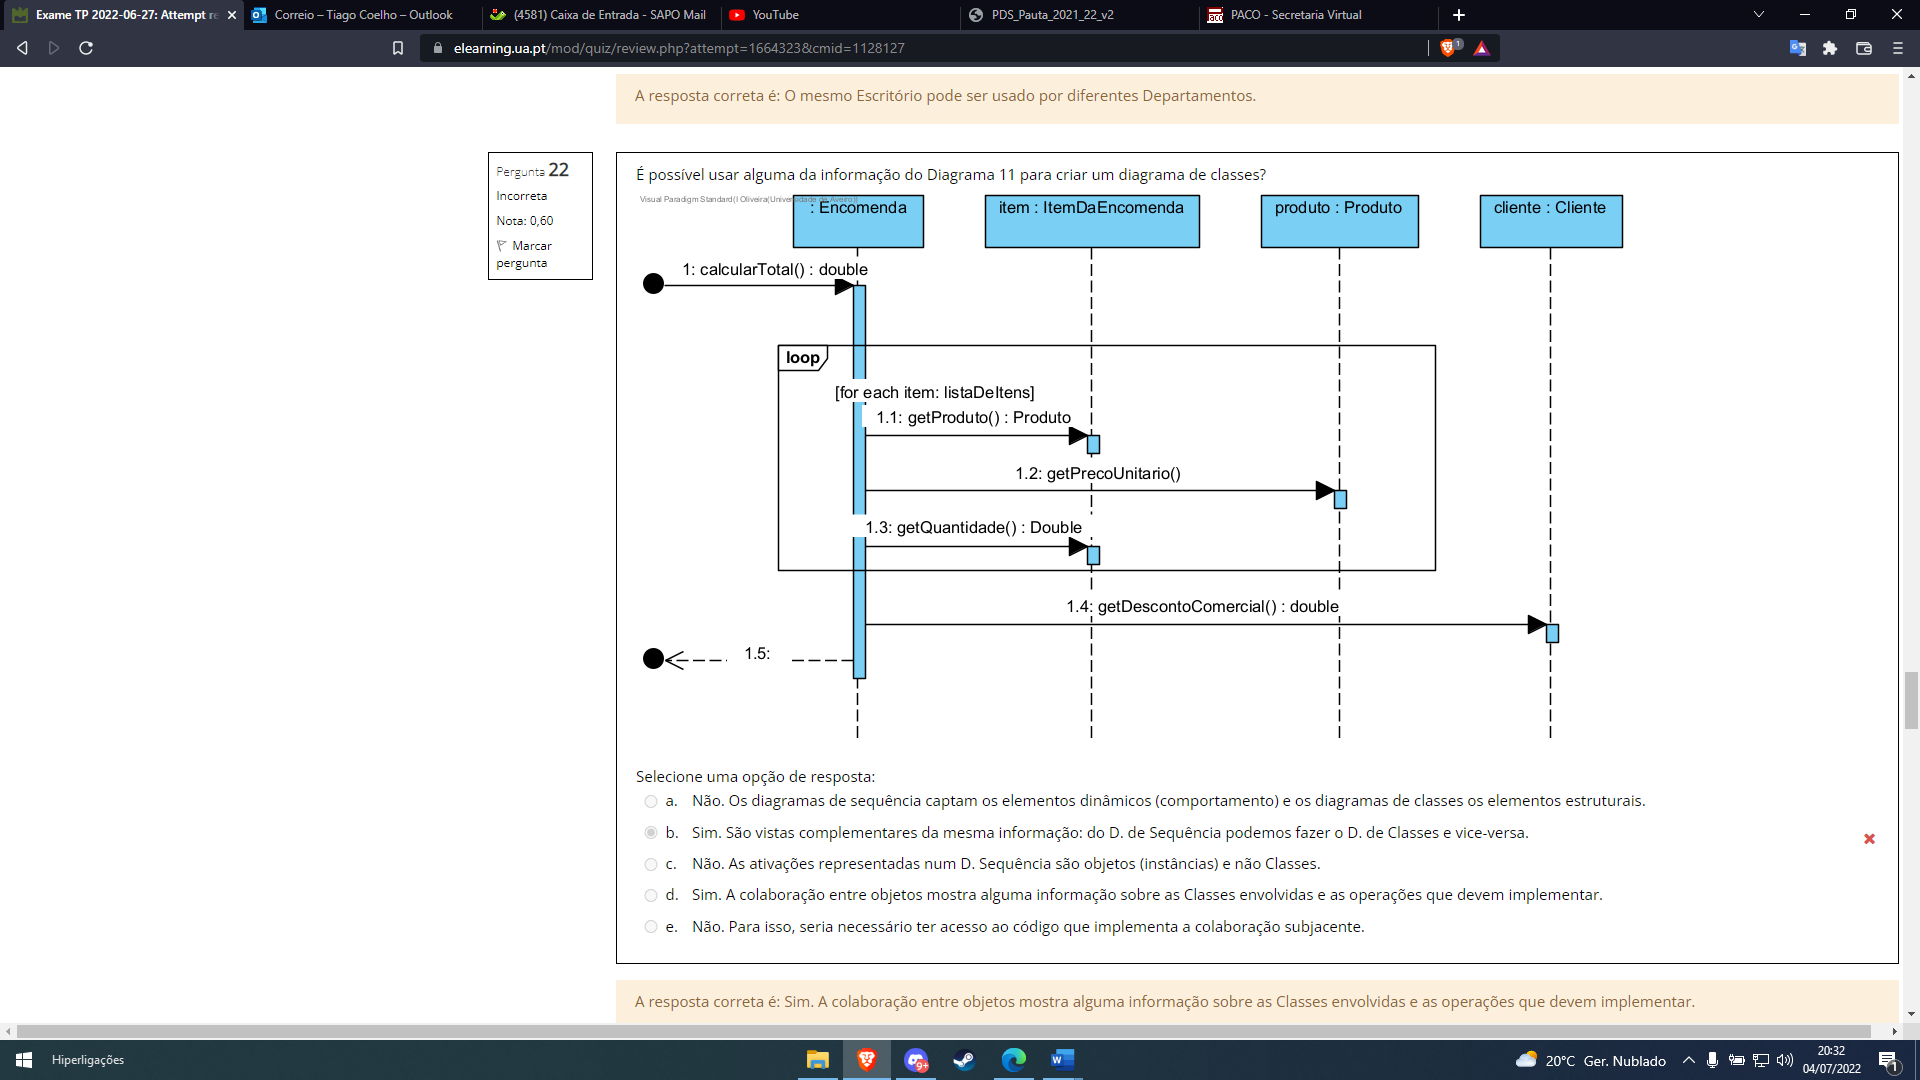 Exame TP 2022-06-27: Attempt re
Correio – Tiago Coelho – Outlook
(4581) Caixa de Entrada - SAPO Mail
YouTube
PDS_Pauta_2021_22_v2
PACO - Secretaria Virtual
elearning.ua.pt/mod/quiz/review.php?attempt=1664323&cmid=1128127
1
A resposta correta é: O mesmo Escritório pode ser usado por diferentes Departamentos.
Pergunta 22
Incorreta
Nota: 0,60
Marcar
pergunta
É possível usar alguma da informação do Diagrama 11 para criar um diagrama de classes?
Visual Paradigm Standard(I Oliveira(Universidade de Aveiro))
: Encomenda
item : ItemDaEncomenda
produto : Produto
cliente : Cliente
1: calcularTotal() : double
loop
[for each item: listaDeItens]
1.1: getProduto() : Produto
1.2: getPrecoUnitario()
1.3: getQuantidade() : Double
1.4: getDescontoComercial() : double
1.5:
Selecione uma opção de resposta:
a. Não. Os diagramas de sequência captam os elementos dinâmicos (comportamento) e os diagramas de classes os elementos estruturais.
b. Sim. São vistas complementares da mesma informação: do D. de Sequência podemos fazer o D. de Classes e vice-versa.
c. Não. As ativações representadas num D. Sequência são objetos (instâncias) e não Classes.
d. Sim. A colaboração entre objetos mostra alguma informação sobre as Classes envolvidas e as operações que devem implementar.
e. Não. Para isso, seria necessário ter acesso ao código que implementa a colaboração subjacente.
A resposta correta é: Sim. A colaboração entre objetos mostra alguma informação sobre as Classes envolvidas e as operações que devem implementar.
Hiperligações
9+
20°C Ger. Nublado
20:32
04/07/2022
1